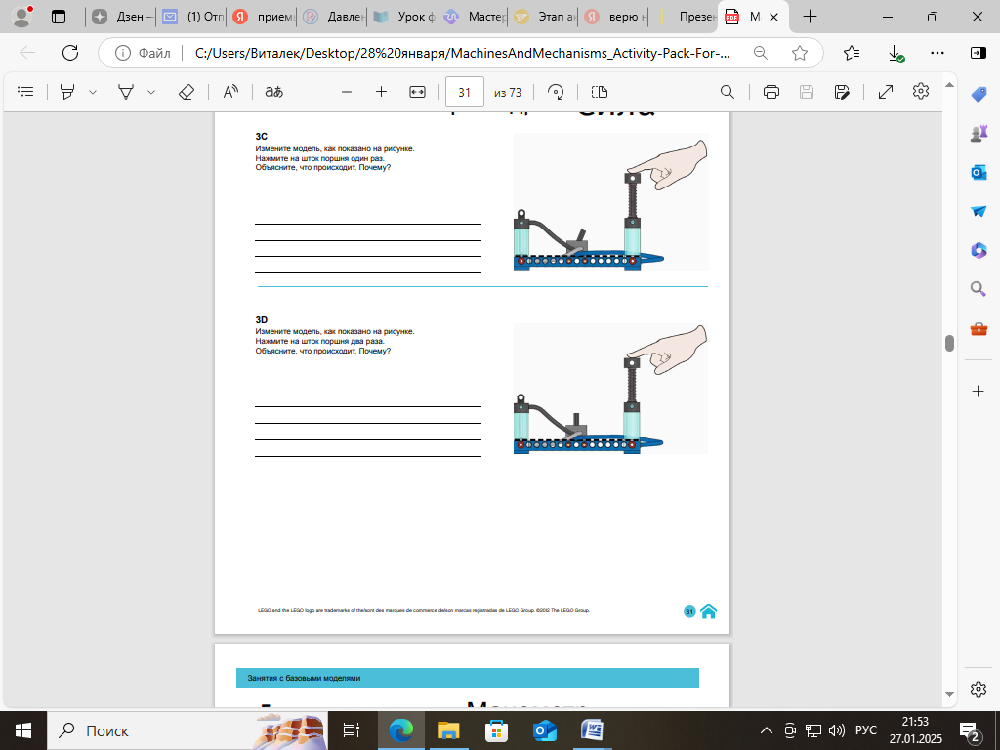 Дзен —
(1) Отп
прием
Давлен
Урок ф
Мастер
Этап ак
верю н
Презен
М
Файл
C:/Users/Виталек/Desktop/28%20января/MachinesAndMechanisms_Activity-Pack-For-...
31
из 73
3C
Измените модель, как показано на рисунке.
Нажмите на шток поршня один раз.
Объясните, что происходит. Почему?
3D
Измените модель, как показано на рисунке.
Нажмите на шток поршня два раза.
Объясните, что происходит. Почему?
LEGO and the LEGO logo are trademarks of the/sont des marques de commerce de/son marcas registradas de LEGO Group. ©2012 The LEGO Group.
31
Занятия с базовыми моделями
Манометр
Поиск
РУС
21:53
27.01.2025
2